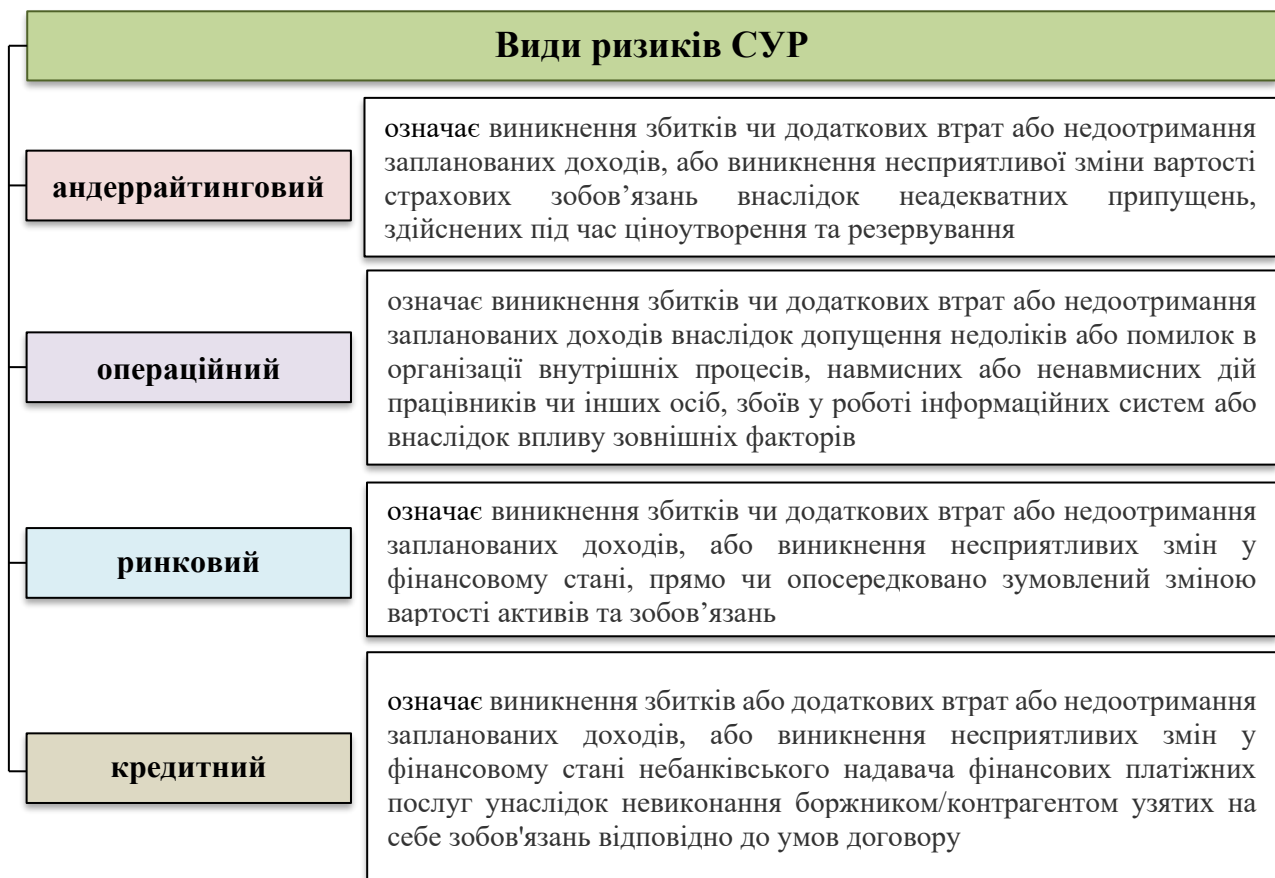 Види ризиків СУР
андеррайтинговий
означає виникнення збитків чи додаткових втрат або недоотримання
запланованих доходів, або виникнення несприятливої зміни вартості
страхових зобов’язань внаслідок неадекватних припущень,
здійснених під час ціноутворення та резервування
операційний
означає виникнення збитків чи додаткових втрат або недоотримання
запланованих доходів внаслідок допущення недоліків або помилок в
організації внутрішніх процесів, навмисних або ненавмисних дій
працівників чи інших осіб, збоїв у роботі інформаційних систем або
внаслідок впливу зовнішніх факторів
ринковий
означає виникнення збитків чи додаткових втрат або недоотримання
запланованих доходів, або виникнення несприятливих змін у
фінансовому стані, прямо чи опосередковано зумовлений зміною
вартості активів та зобов’язань
кредитний
означає виникнення збитків або додаткових втрат або недоотримання
запланованих доходів, або виникнення несприятливих змін у
фінансовому стані небанківського надавача фінансових платіжних
послуг унаслідок невиконання боржником/контрагентом узятих на
себе зобов'язань відповідно до умов договору